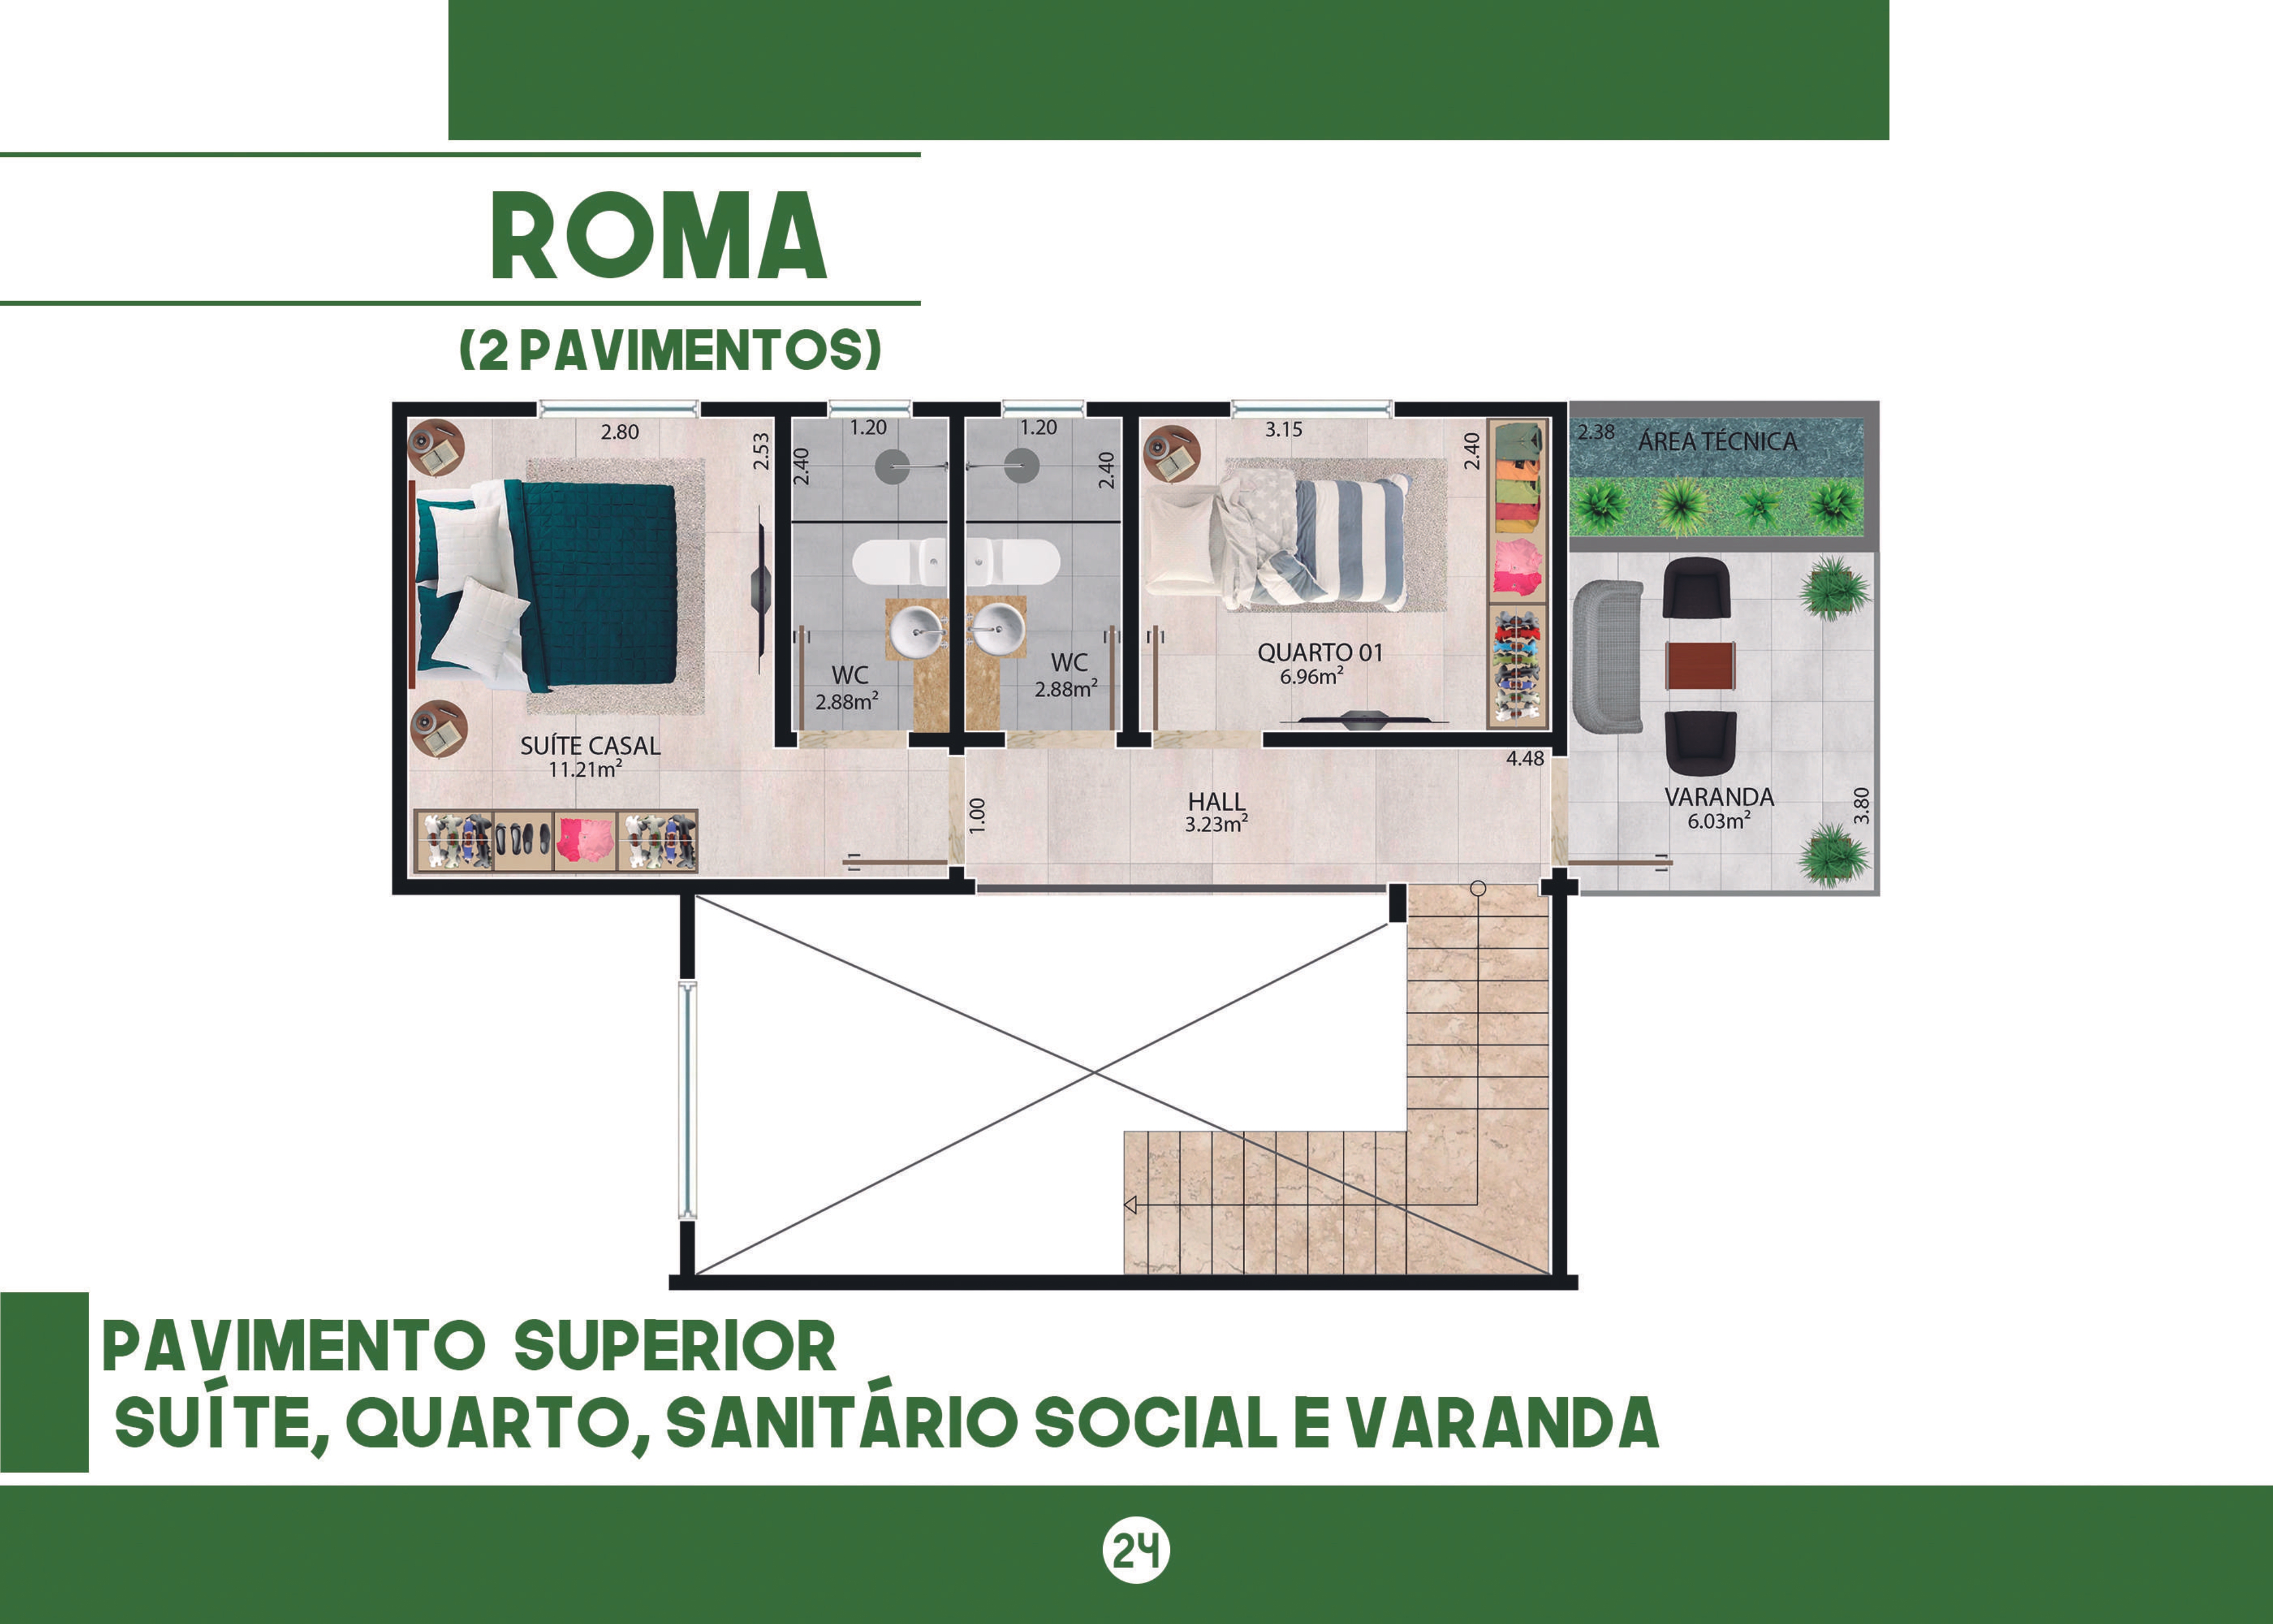 ROMA
(2 PAVIMENTOS)
2.80
2.53
1.20
2.40
1.20
2.40
3.15
2.40
2.38
ÁREA TÉCNICA
QUARTO 01
6.96m²
WC
2.88m²
WC
2.88m²
SUÍTE CASAL
11.21m²
4.48
1.00
HALL
3.23m²
VARANDA
6.03m²
3.80
PAVIMENTO SUPERIOR
SUÍTE, QUARTO, SANITÁRIO SOCIAL E VARANDA
24